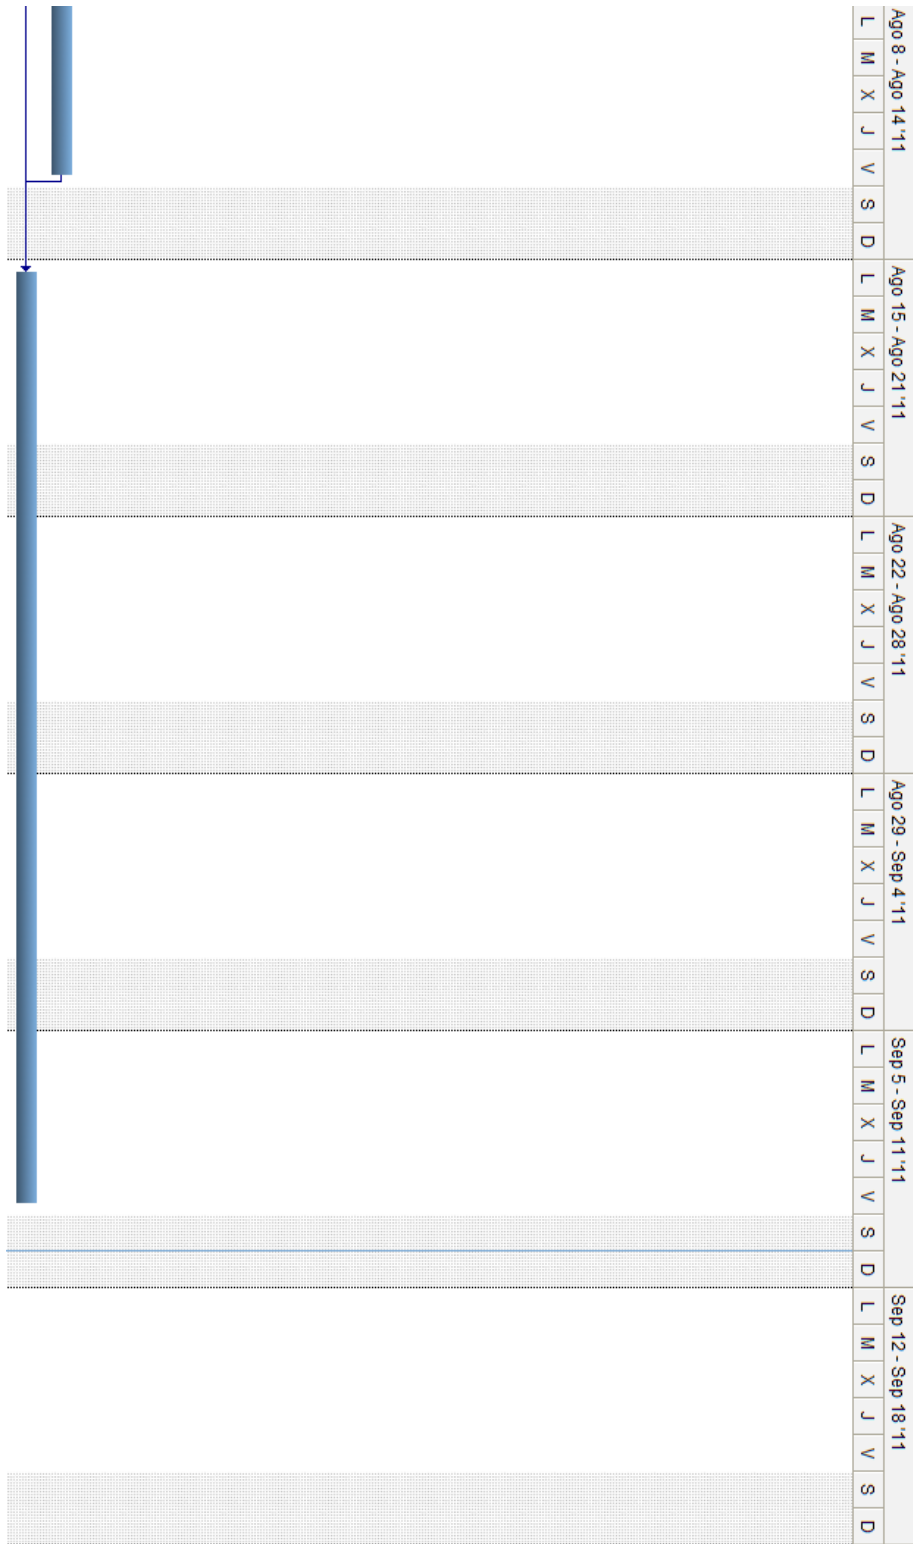 Ago 8 - Ago 14 '11
L M X J V S D
Ago 15 - Ago 21 '11
L M X J V S D
Ago 22 - Ago 28 '11
L M X J V S D
Ago 29 - Sep 4 '11
L M X J V S D
Sep 5 - Sep 11 '11
L M X J V S D
Sep 12 - Sep 18 '11
L M X J V S D